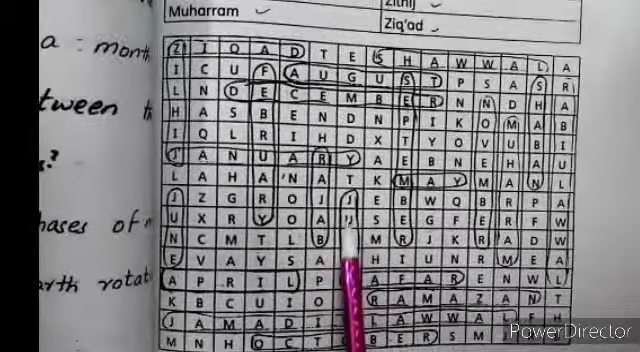 Muharram
Zilhij
Ziq'ad
a : month
tween
s?
hases of
rth rotat
Z I Q A D T E S H A W W A L A
I C U F A U G U S T P S A S R
L N D E C E M B E R N N D H A
H A S B E N D N P I K O M A B
I Q L R I H D X T Y O V U B I
J A N U A R Y A E B N E H A U
L A H A 'N A T K M A Y M A N L
J Z G R O J J E B W Q B R P A
U X R Y O A U S E G F E R F W
N C M T L B M R J K R A D W
E V A Y S A H I U N R M E A
A P R I L P A F A R E N W L
K B C U I O R A M A Z A N T
J A M A D I L A W W A L F H
M N H O C T B E R S M
PowerDirector